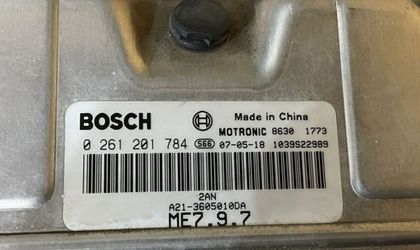 BOSCH Made in China
MOTRONIC 8630 1773
0 261 201 784 S66 07-05-18 1039S22989
2AN
A21-3605010DA
ME7.9.7